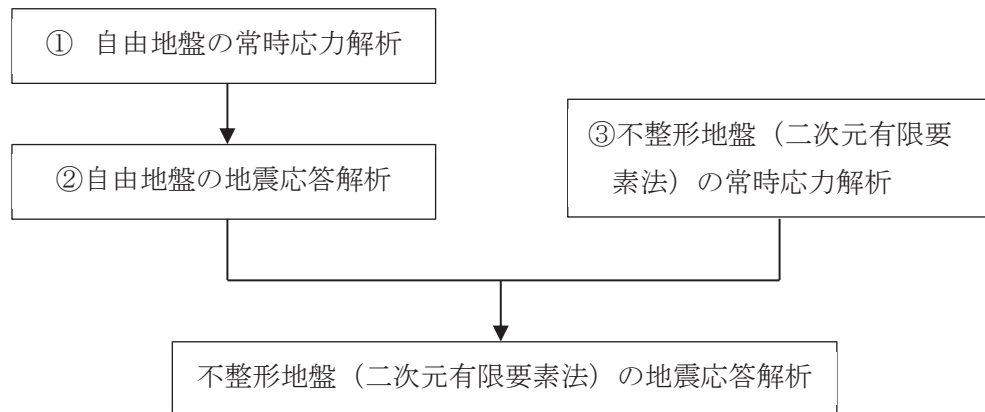 ① 自由地盤の常時応力解析
②自由地盤の地震応答解析
③不整形地盤（二次元有限要
素法）の常時応力解析
不整形地盤（二次元有限要素法）の地震応答解析